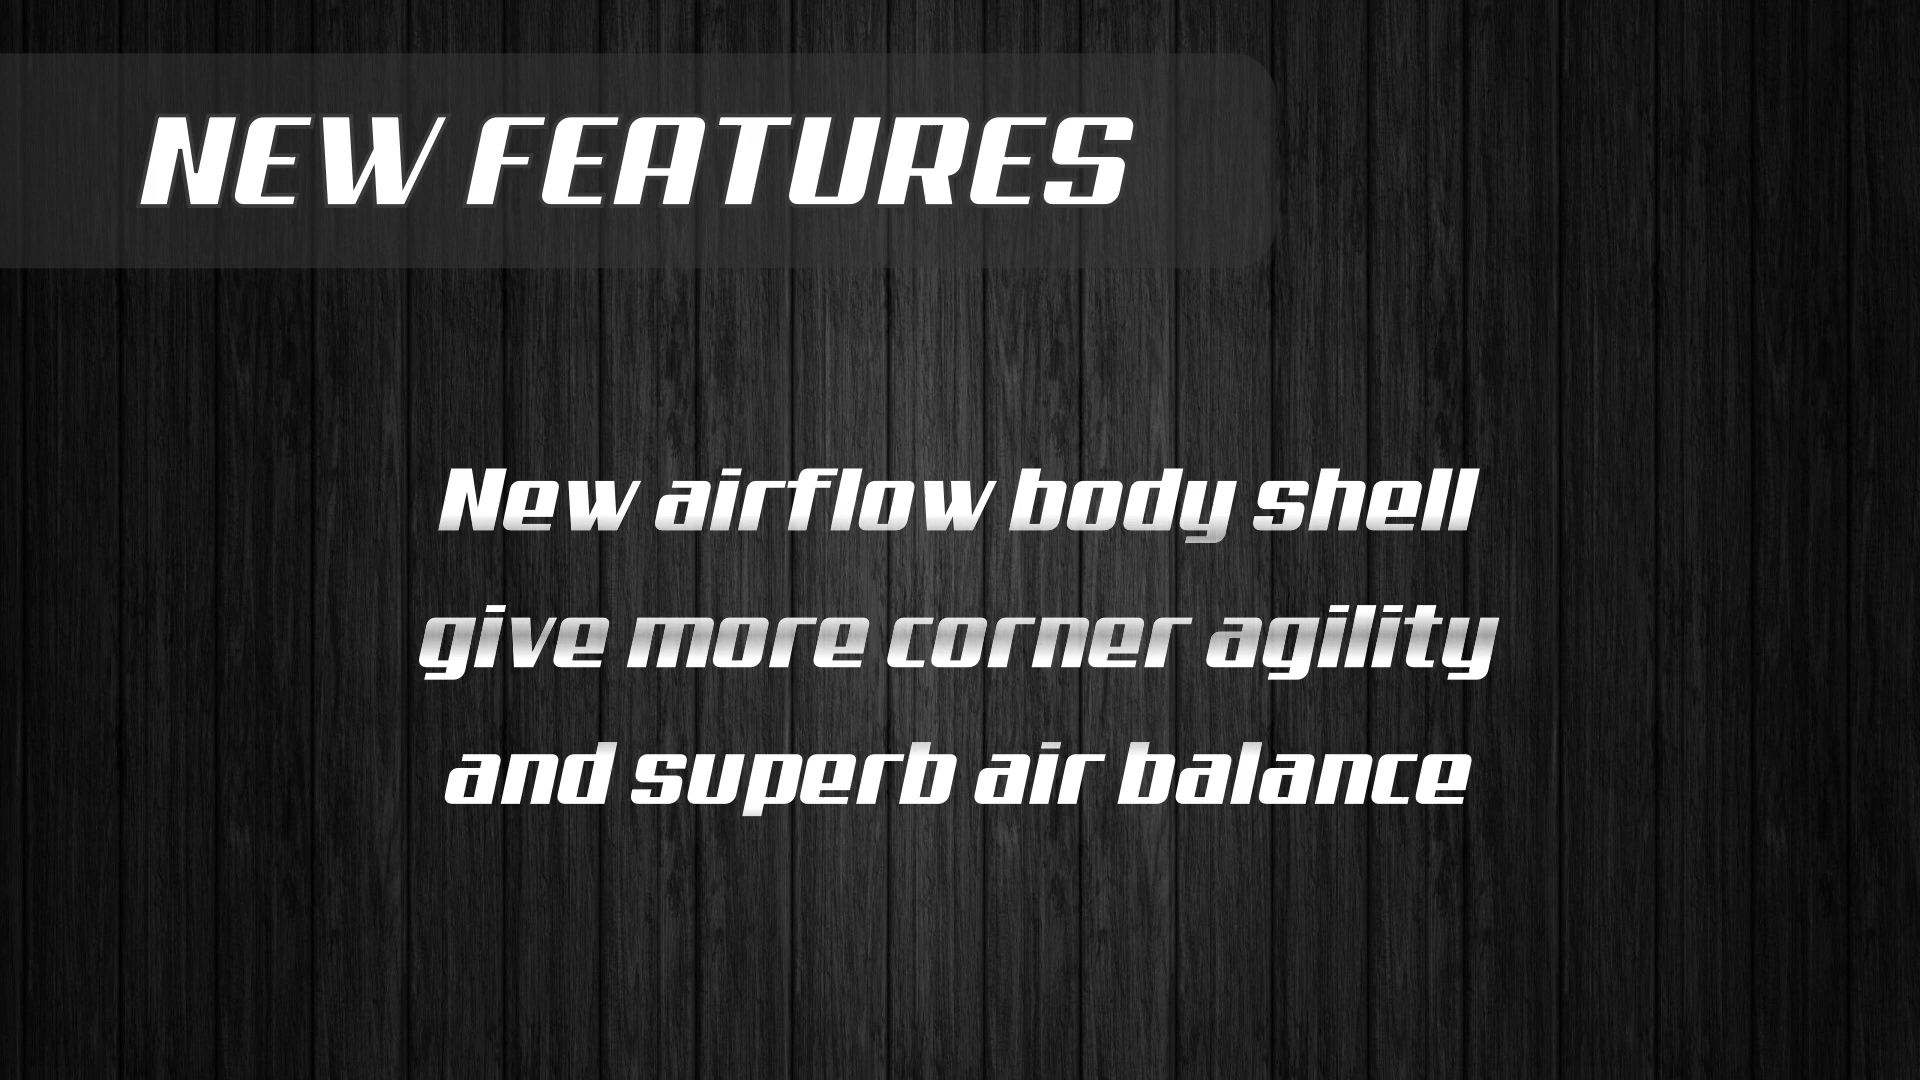 NEW FEATURES
New airflow body shell
give more corner agility
and superb air balance